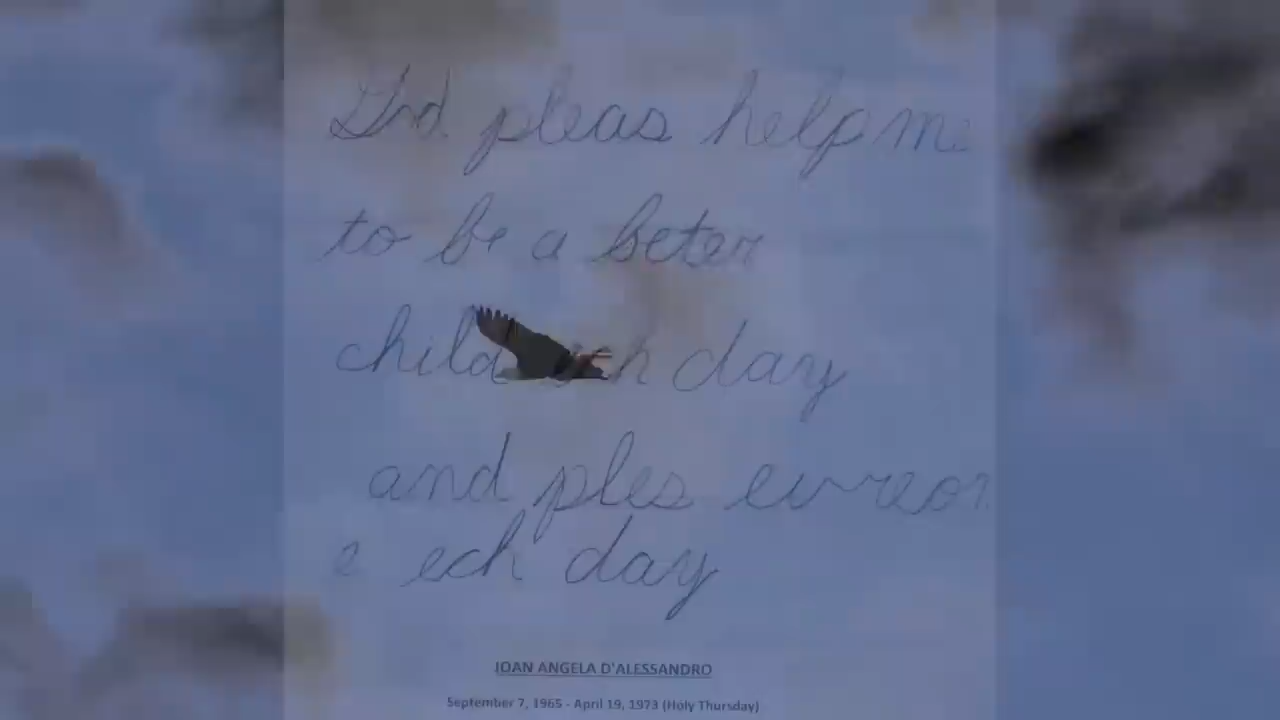 God pleas help me
to be a beter
child ech day
and ples evreon
e ech day
JOAN ANGELA D'ALESSANDRO
September 7, 1965 - April 19, 1973 (Holy Thursday)